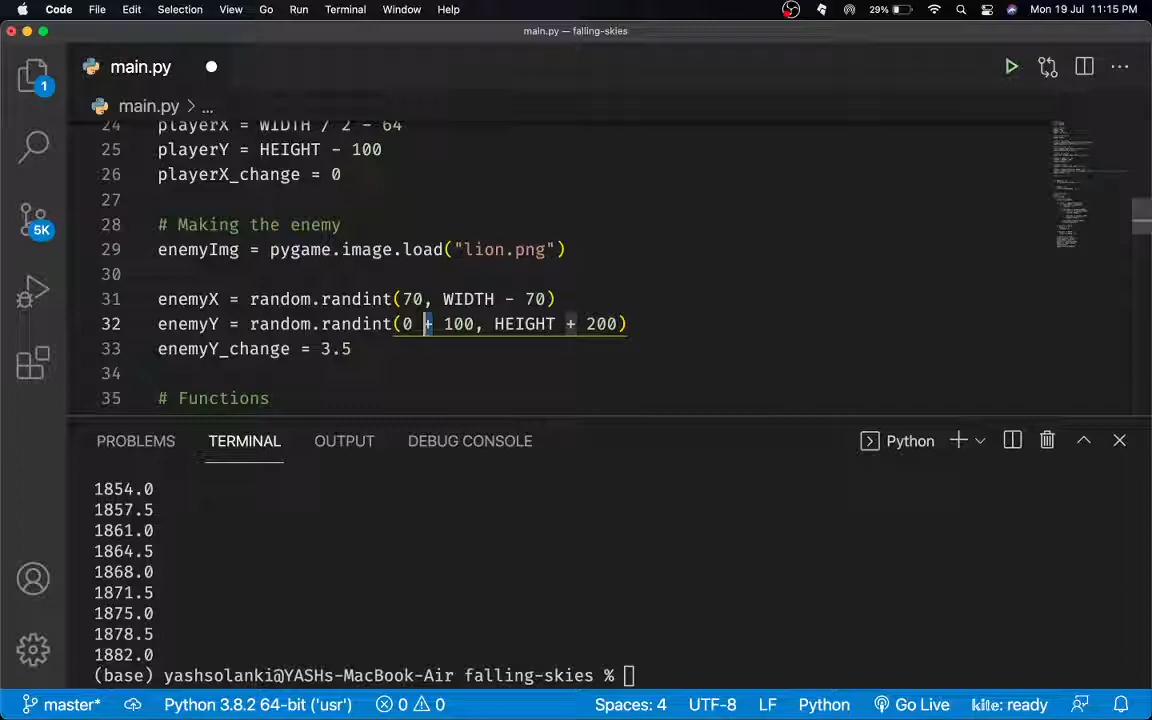 Code File Edit Selection View Go Run Terminal Window Help 29% Mon 19 Jul 11:15 PM
main.py — falling-skies
1 main.py
main.py > ...
24 playerX = WIDTH / 2 - 64
25 playerY = HEIGHT - 100
26 playerX_change = 0
27
28 # Making the enemy
29 enemyImg = pygame.image.load("lion.png")
30
31 enemyX = random.randint(70, WIDTH - 70)
32 enemyY = random.randint(0 + 100, HEIGHT + 200)
33 enemyY_change = 3.5
34
35 # Functions
5K
PROBLEMS TERMINAL OUTPUT DEBUG CONSOLE Python
1854.0
1857.5
1861.0
1864.5
1868.0
1871.5
1875.0
1878.5
1882.0
(base) yashsolanki@YASHs-MacBook-Air falling-skies %
master* Python 3.8.2 64-bit ('usr') 0 0 Spaces: 4 UTF-8 LF Python Go Live kite: ready